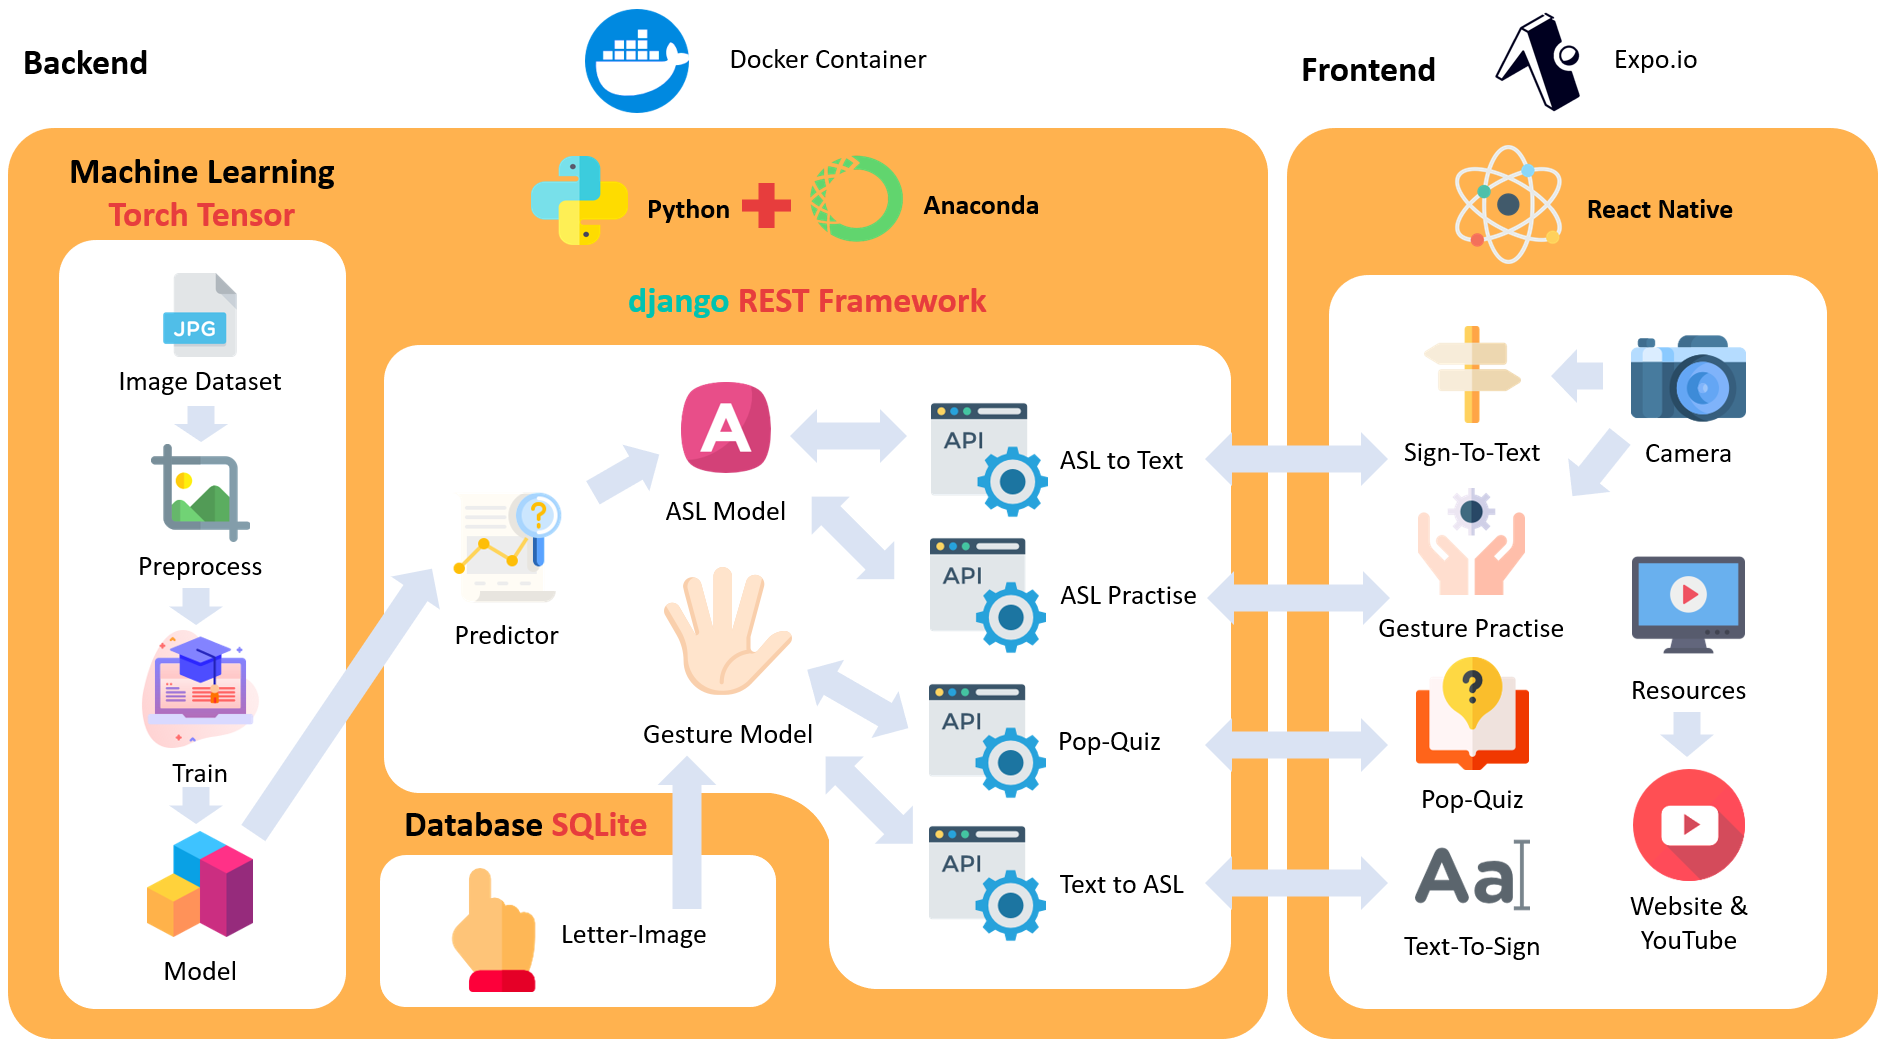 Backend
Docker Container
Frontend
Expo.io
Machine Learning
Torch Tensor
Python
Anaconda
django REST Framework
React Native
JPG
Image Dataset
Preprocess
Train
Model
?
Predictor
A
ASL Model
Gesture Model
API
ASL to Text
API
ASL Practise
API
Pop-Quiz
API
Text to ASL
Database SQLite
Letter-Image
Sign-To-Text
Camera
Gesture Practise
Resources
?
Pop-Quiz
Aa
Text-To-Sign
Website &
YouTube